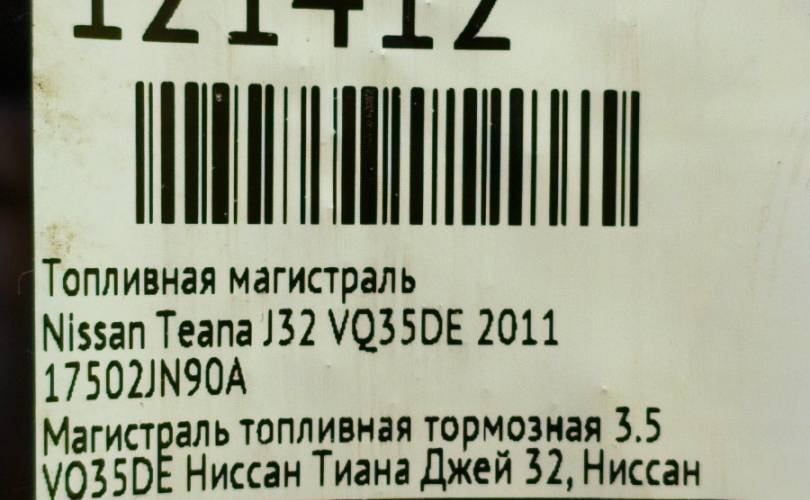 121412
Топливная магистраль
Nissan Teana J32 VQ35DE 2011
17502JN90A
Магистраль топливная тормозная 3.5
VQ35DE Ниссан Тиана Джей 32, Ниссан